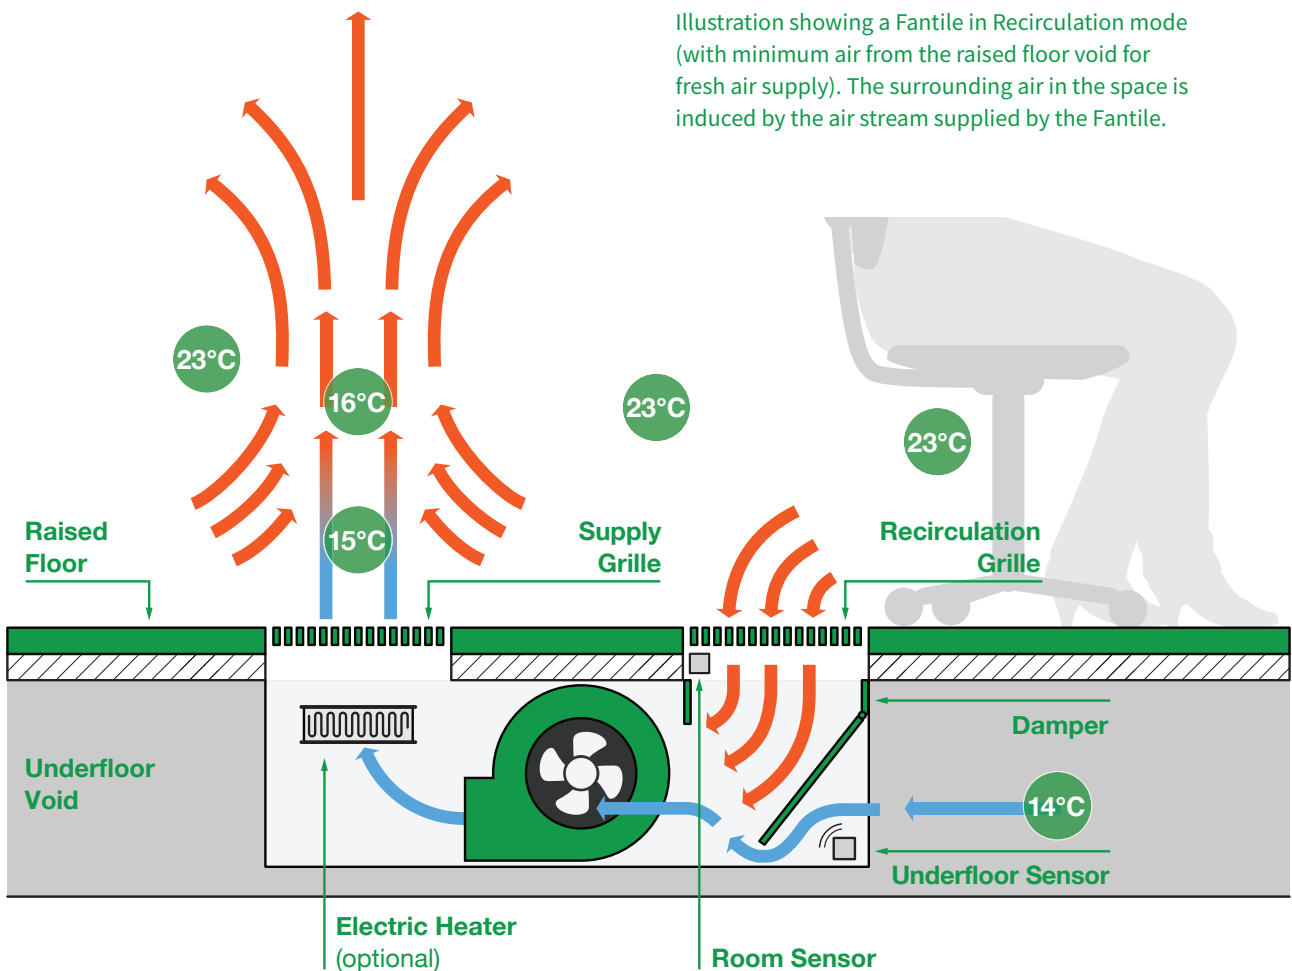 Illustration showing a Fantile in Recirculation mode
(with minimum air from the raised floor void for
fresh air supply). The surrounding air in the space is
induced by the air stream supplied by the Fantile.
23°C
16°C
23°C
23°C
15°C
Raised
Floor
Supply
Grille
Recirculation
Grille
Damper
Underfloor
Void
14°C
Underfloor Sensor
Electric Heater
(optional)
Room Sensor